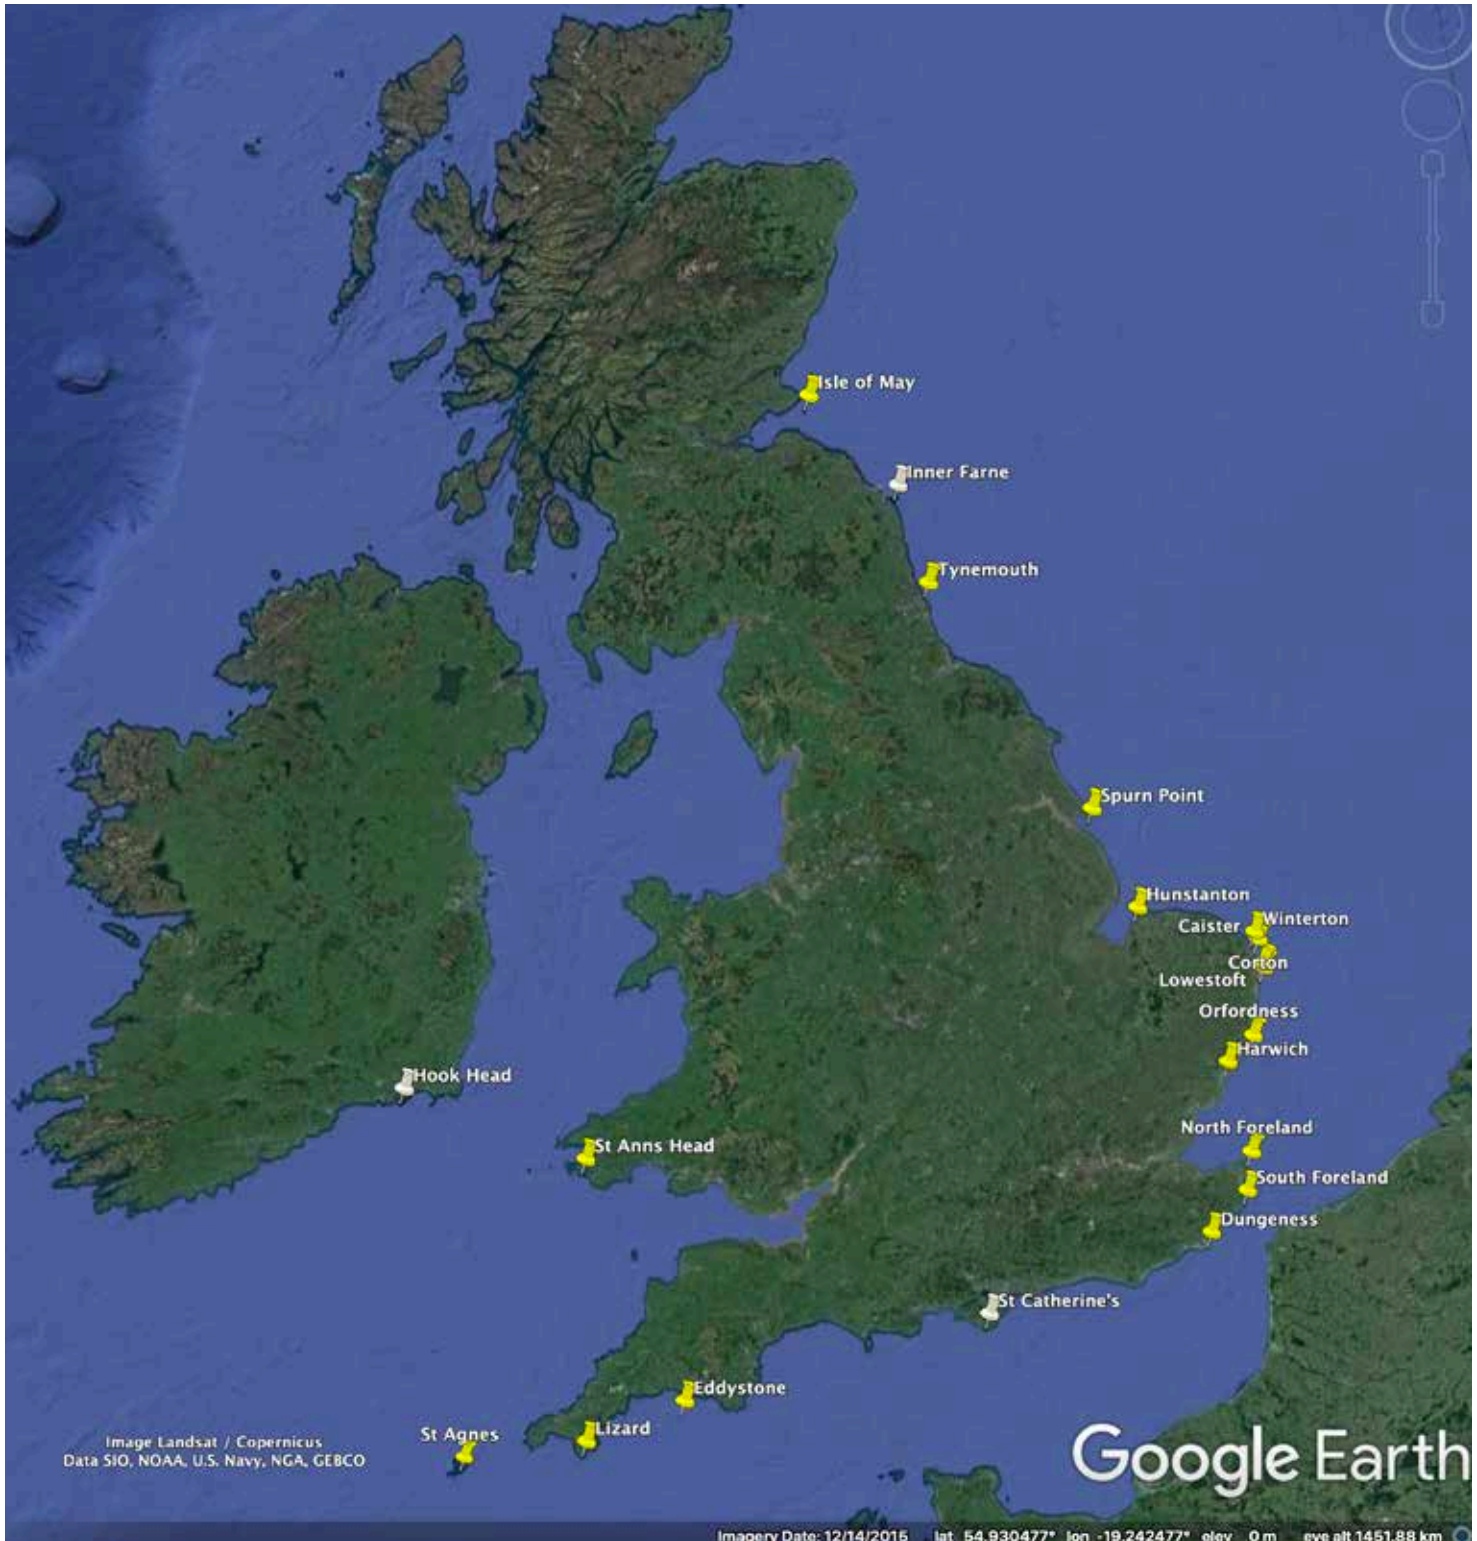 Isle of May
Inner Farne
Tynemouth
Spurn Point
Hunstanton
Winterton
Caister
Corton
Lowestoft
Orfordness
Harwich
Hook Head
North Foreland
St Anns Head
South Foreland
Dungeness
St Catherine's
Eddystone
Lizard
St Agnes
Image Landsat / Copernicus
Data SIO, NOAA, U.S. Navy, NGA, GEBCO
Google Earth
Imagery Date: 12/14/2015 lat 54.930477° lon -19.242477° elev 0 m eye alt 1451.88 km